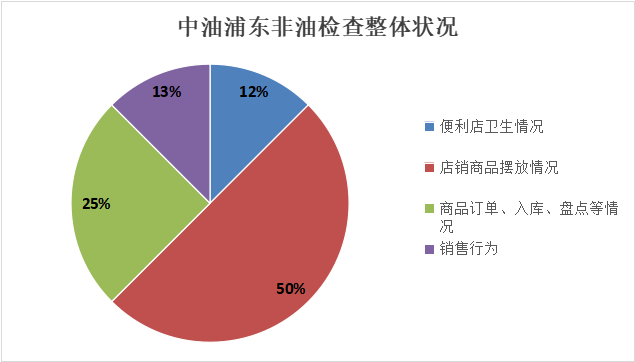 中油浦东非油检查整体状况
13%
12%
25%
50%
便利店卫生情况
店销商品摆放情况
商品订单、入库、盘点等情
况
销售行为